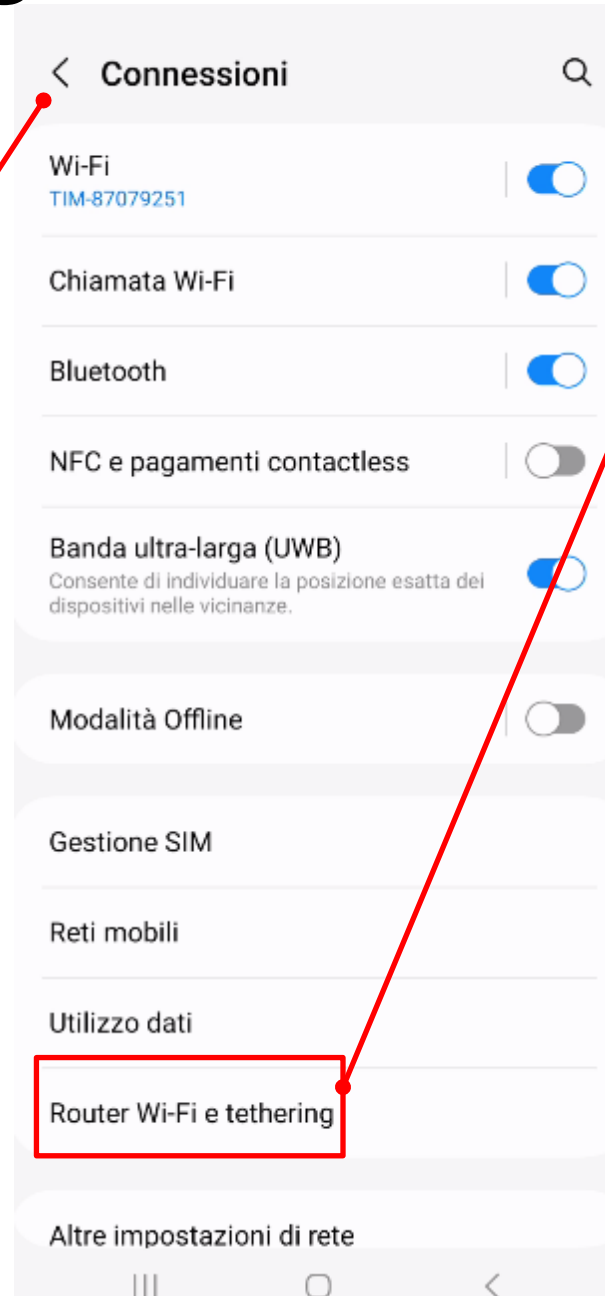 Connessioni
Wi-Fi
TIM-87079251
Chiamata Wi-Fi
Bluetooth
NFC e pagamenti contactless
Banda ultra-larga (UWB)
Consente di individuare la posizione esatta dei
dispositivi nelle vicinanze.
Modalità Offline
Gestione SIM
Reti mobili
Utilizzo dati
Router Wi-Fi e tethering
Altre impostazioni di rete